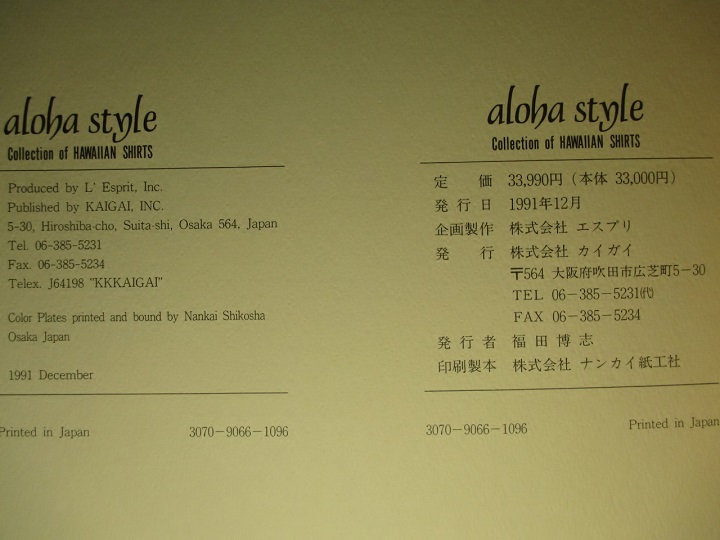 aloha style
Collection of HAWAIIAN SHIRTS
Produced by L' Esprit, Inc.
Published by KAIGAI, INC.
5-30, Hiroshiba-cho, Suita-shi, Osaka 564, Japan
Tel. 06-385-5231
Fax. 06-385-5234
Telex. J64198 "KKKAIGAI"
Color Plates printed and bound by Nankai Shikosha
Osaka Japan
1991 December
Printed in Japan 3070-9066-1096
aloha style
Collection of HAWAIIAN SHIRTS
定 価 33,990円(本体 33,000円)
発行日 1991年12月
企画製作 株式会社 エスプリ
発 行 株式会社 カイガイ
〒564 大阪府吹田市広芝町5-30
TEL 06-385-5231㈹
FAX 06-385-5234
発行者 福田博志
印刷製本 株式会社 ナンカイ紙工社
3070-9066-1096 Printed in Japan